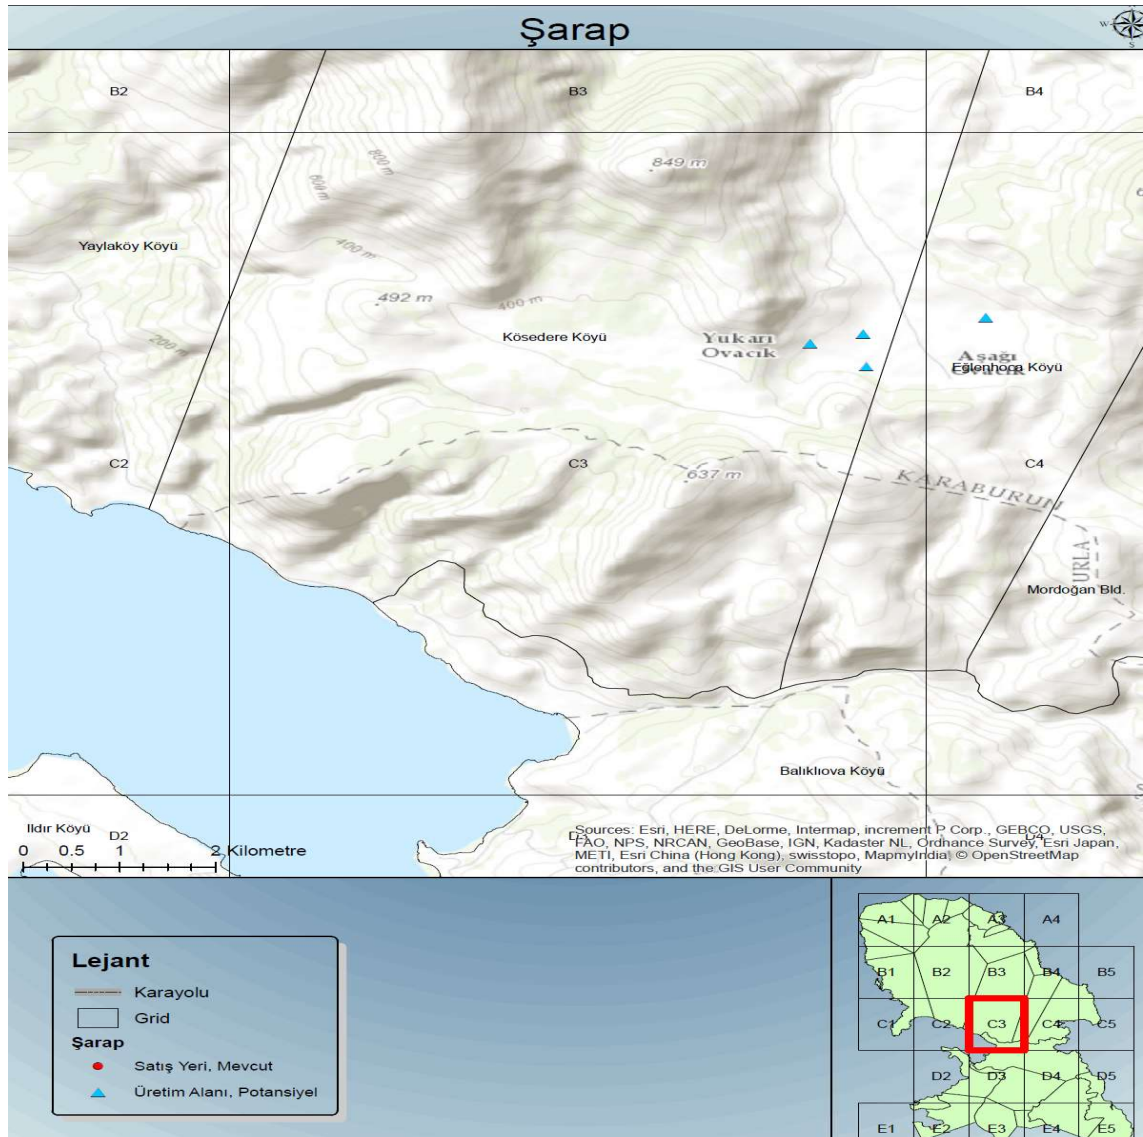 Şarap
W
S
B2
B3
B4
849 m
800 m
600 m
Yaylaköy Köyü
400 m
492 m
400 m
200 m
Kösedere Köyü
Yukarı
Ovacık
Aşağı
Ovacık
Eğlenhoca Köyü
C2
C3
C4
637 m
KARABURUN
URLA
Mordoğan Bld.
Balıklıova Köyü
Ildır Köyü
D2
D4
0 0.5 1 2 Kilometre
Sources: Esri, HERE, DeLorme, Intermap, increment P Corp., GEBCO, USGS,
FAO, NPS, NRCAN, GeoBase, IGN, Kadaster NL, Ordnance Survey, Esri Japan,
METI, Esri China (Hong Kong), swisstopo, MapmyIndia, © OpenStreetMap
contributors, and the GIS User Community
Lejant
Karayolu
Grid
Şarap
Satış Yeri, Mevcut
Üretim Alanı, Potansiyel
A1 A2 A3 A4
B1 B2 B3 B4 B5
C1 C2 C3 C4 C5
D2 D3 D4 D5
E1 E2 E3 E4 E5